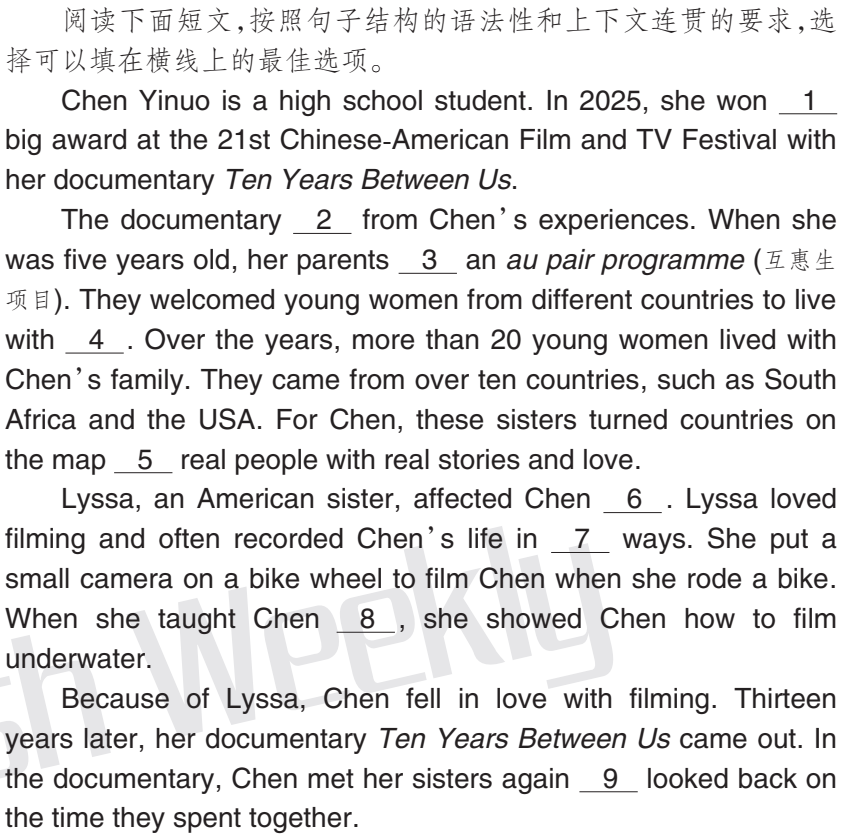 阅读下面短文,按照句子结构的语法性和上下文连贯的要求,选
择可以填在横线上的最佳选项。
Chen Yinuo is a high school student. In 2025, she won 1
big award at the 21st Chinese-American Film and TV Festival with
her documentary Ten Years Between Us.
The documentary 2 from Chen's experiences. When she
was five years old, her parents 3 an au pair programme (互惠生
项目). They welcomed young women from different countries to live
with 4 . Over the years, more than 20 young women lived with
Chen's family. They came from over ten countries, such as South
Africa and the USA. For Chen, these sisters turned countries on
the map 5 real people with real stories and love.
Lyssa, an American sister, affected Chen 6 . Lyssa loved
filming and often recorded Chen's life in 7 ways. She put a
small camera on a bike wheel to film Chen when she rode a bike.
When she taught Chen 8 , she showed Chen how to film
underwater.
Because of Lyssa, Chen fell in love with filming. Thirteen
years later, her documentary Ten Years Between Us came out. In
the documentary, Chen met her sisters again 9 looked back on
the time they spent together.
sh Weekly